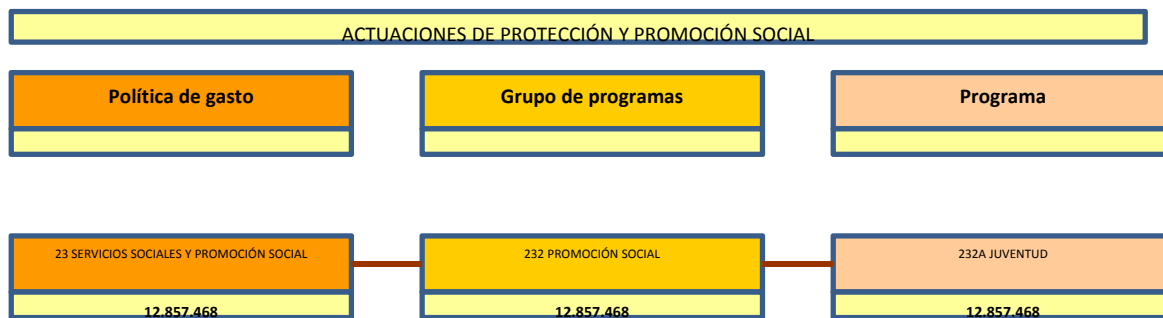 ACTUACIONES DE PROTECCIÓN Y PROMOCIÓN SOCIAL
Política de gasto
Grupo de programas
Programa
23 SERVICIOS SOCIALES Y PROMOCIÓN SOCIAL
232 PROMOCIÓN SOCIAL
232A JUVENTUD
12.857.468
12.857.468
12.857.468